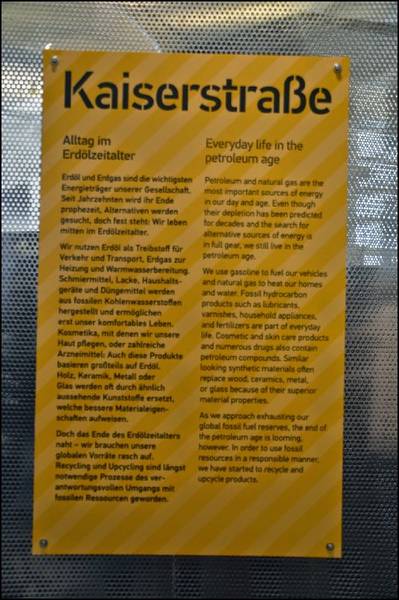 Kaiserstraße
Alltag im
Erdölzeitalter
Erdöl und Erdgas sind die wichtigsten
Energieträger unserer Gesellschaft.
Seit Jahrzehnten wird ihr Ende
prophezeit, Alternativen werden
gesucht, doch fest steht: Wir leben
mitten im Erdölzeitalter.
Wir nutzen Erdöl als Treibstoff für
Verkehr und Transport, Erdgas zur
Heizung und Warmwasserbereitung.
Schmiermittel, Lacke, Haushalts-
geräte und Düngemittel werden
aus fossilen Kohlenwasserstoffen
hergestellt und ermöglichen
erst unser komfortables Leben.
Kosmetika, mit denen wir unsere
Haut pflegen, oder zahlreiche
Arzneimittel: Auch diese Produkte
basieren großteils auf Erdöl.
Holz, Keramik, Metall oder
Glas werden oft durch ähnlich
aussehende Kunststoffe ersetzt,
welche bessere Materialeigen-
schaften aufweisen.
Doch das Ende des Erdölzeitalters
naht – wir brauchen unsere
globalen Vorräte rasch auf.
Recycling und Upcycling sind längst
notwendige Prozesse des ver-
antwortungsvollen Umgangs mit
fossilen Ressourcen geworden.
Everyday life in the
petroleum age
Petroleum and natural gas are the
most important sources of energy
in our day and age. Even though
their depletion has been predicted
for decades and the search for
alternative sources of energy is
in full gear, we still live in the
petroleum age.
We use gasoline to fuel our vehicles
and natural gas to heat our homes
and water. Fossil hydrocarbon
products such as lubricants,
varnishes, household appliances,
and fertilizers are part of everyday
life. Cosmetic and skin care products
and numerous drugs also contain
petroleum compounds. Similar
looking synthetic materials often
replace wood, ceramics, metal,
or glass because of their superior
material properties.
As we approach exhausting our
global fossil fuel reserves, the end of
the petroleum age is looming,
however. In order to use fossil
resources in a responsible manner,
we have started to recycle and
upcycle products.